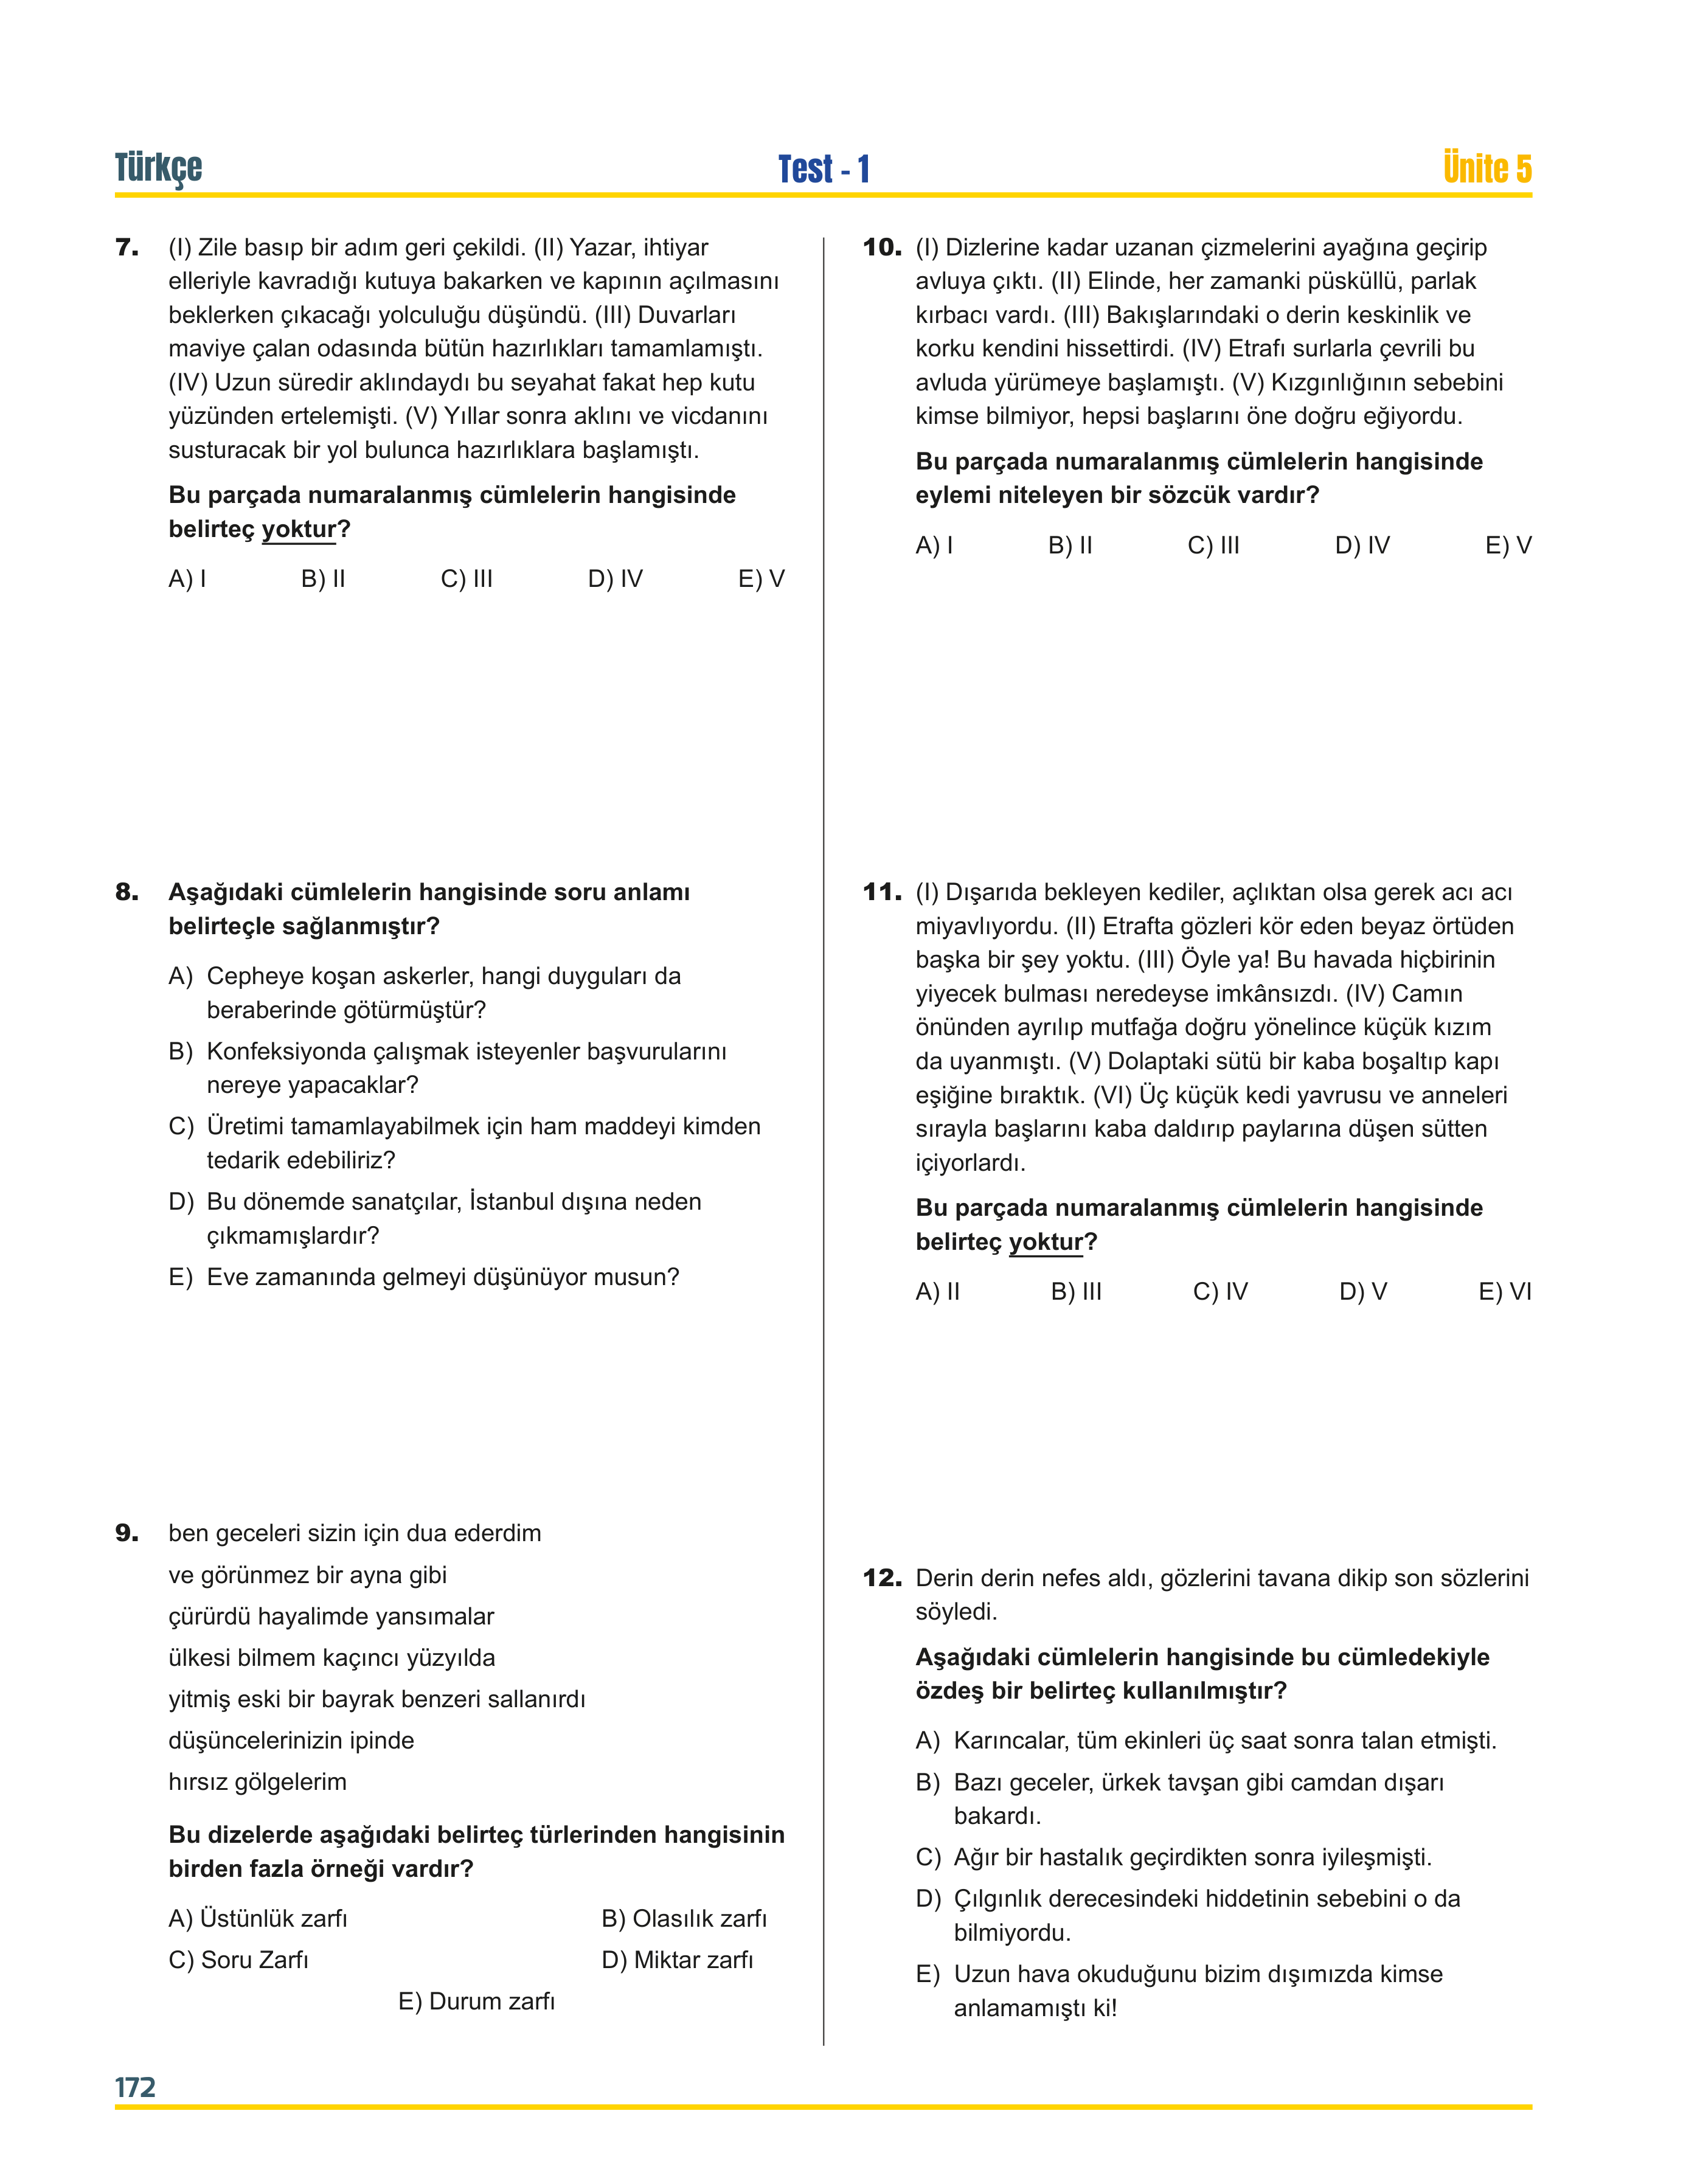 Türkçe
Test - 1
Ünite 5
7. (I) Zile basıp bir adım geri çekildi. (II) Yazar, ihtiyar
elleriyle kavradığı kutuya bakarken ve kapının açılmasını
beklerken çıkacağı yolculuğu düşündü. (III) Duvarları
maviye çalan odasında bütün hazırlıkları tamamlamıştı.
(IV) Uzun süredir aklındaydı bu seyahat fakat hep kutu
yüzünden ertelemişti. (V) Yıllar sonra aklını ve vicdanını
susturacak bir yol bulunca hazırlıklara başlamıştı.
Bu parçada numaralanmış cümlelerin hangisinde
belirteç yoktur?
A) I B) II C) III D) IV E) V
8. Aşağıdaki cümlelerin hangisinde soru anlamı
belirteçle sağlanmıştır?
A) Cepheye koşan askerler, hangi duyguları da
beraberinde götürmüştür?
B) Konfeksiyonda çalışmak isteyenler başvurularını
nereye yapacaklar?
C) Üretimi tamamlayabilmek için ham maddeyi kimden
tedarik edebiliriz?
D) Bu dönemde sanatçılar, İstanbul dışına neden
çıkmamışlardır?
E) Eve zamanında gelmeyi düşünüyor musun?
9. ben geceleri sizin için dua ederdim
ve görünmez bir ayna gibi
çürürdü hayalimde yansımalar
ülkesi bilmem kaçıncı yüzyılda
yitmiş eski bir bayrak benzeri sallanırdı
düşüncelerinizin ipinde
hırsız gölgelerim
Bu dizelerde aşağıdaki belirteç türlerinden hangisinin
birden fazla örneği vardır?
A) Üstünlük zarfı B) Olasılık zarfı
C) Soru Zarfı D) Miktar zarfı
E) Durum zarfı
10. (I) Dizlerine kadar uzanan çizmelerini ayağına geçirip
avluya çıktı. (II) Elinde, her zamanki püsküllü, parlak
kırbacı vardı. (III) Bakışlarındaki o derin keskinlik ve
korku kendini hissettirdi. (IV) Etrafı surlarla çevrili bu
avluda yürümeye başlamıştı. (V) Kızgınlığının sebebini
kimse bilmiyor, hepsi başlarını öne doğru eğiyordu.
Bu parçada numaralanmış cümlelerin hangisinde
eylemi niteleyen bir sözcük vardır?
A) I B) II C) III D) IV E) V
11. (I) Dışarıda bekleyen kediler, açlıktan olsa gerek acı acı
miyavlıyordu. (II) Etrafta gözleri kör eden beyaz örtüden
başka bir şey yoktu. (III) Öyle ya! Bu havada hiçbirinin
yiyecek bulması neredeyse imkânsızdı. (IV) Camın
önünden ayrılıp mutfağa doğru yönelince küçük kızım
da uyanmıştı. (V) Dolaptaki sütü bir kaba boşaltıp kapı
eşiğine bıraktık. (VI) Üç küçük kedi yavrusu ve anneleri
sırayla başlarını kaba daldırıp paylarına düşen sütten
içiyorlardı.
Bu parçada numaralanmış cümlelerin hangisinde
belirteç yoktur?
A) II B) III C) IV D) V E) VI
12. Derin derin nefes aldı, gözlerini tavana dikip son sözlerini
söyledi.
Aşağıdaki cümlelerin hangisinde bu cümledekiyle
özdeş bir belirteç kullanılmıştır?
A) Karıncalar, tüm ekinleri üç saat sonra talan etmişti.
B) Bazı geceler, ürkek tavşan gibi camdan dışarı
bakardı.
C) Ağır bir hastalık geçirdikten sonra iyileşmişti.
D) Çılgınlık derecesindeki hiddetinin sebebini o da
bilmiyordu.
E) Uzun hava okuduğunu bizim dışımızda kimse
anlamamıştı ki!
172